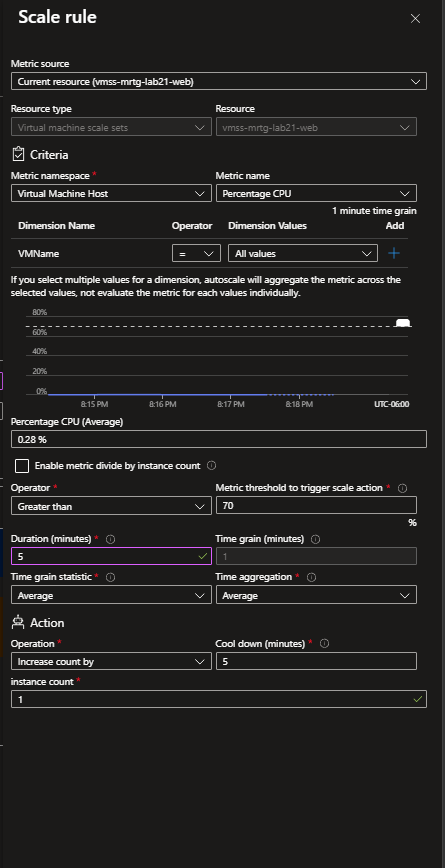 Scale rule
Metric source
Current resource (vmss-mrtg-lab21-web)
Resource type Resource
Virtual machine scale sets vmss-mrtg-lab21-web
Criteria
Metric namespace * Metric name
Virtual Machine Host Percentage CPU
1 minute time grain
Dimension Name Operator Dimension Values Add
VMName = All values
If you select multiple values for a dimension, autoscale will aggregate the metric across the
selected values, not evaluate the metric for each values individually.
80%
60%
40%
20%
0%
8:15 PM 8:16 PM 8:17 PM 8:18 PM UTC-06:00
Percentage CPU (Average)
0.28 %
Enable metric divide by instance count
Operator * Metric threshold to trigger scale action *
Greater than 70
%
Duration (minutes) * Time grain (minutes)
5 1
Time grain statistic * Time aggregation *
Average Average
Action
Operation * Cool down (minutes) *
Increase count by 5
instance count *
1